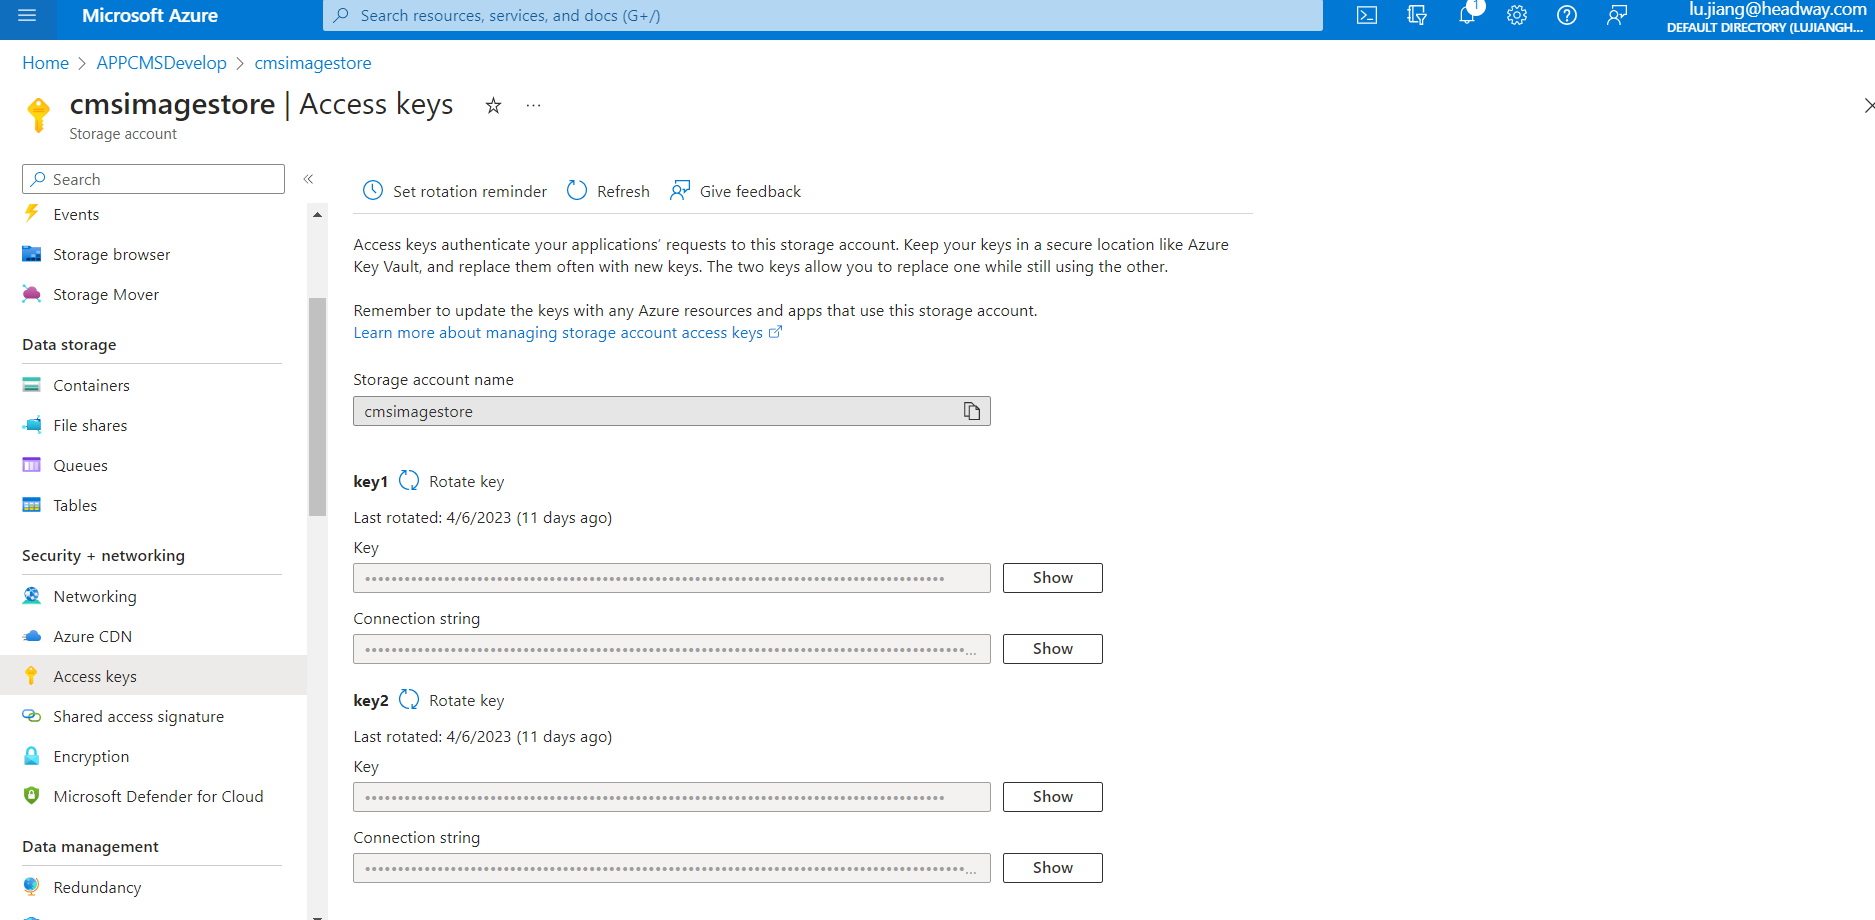 Microsoft Azure
Search resources, services, and docs (G+/)
1
lu.jiang@headway.com
DEFAULT DIRECTORY (LUJIANGH...
Home > APPCMSDevelop > cmsimagestore
cmsimagestore | Access keys
Storage account
Search
Events
Storage browser
Storage Mover
Data storage
Containers
File shares
Queues
Tables
Security + networking
Networking
Azure CDN
Access keys
Shared access signature
Encryption
Microsoft Defender for Cloud
Data management
Redundancy
Set rotation reminder
Refresh
Give feedback
Access keys authenticate your applications' requests to this storage account. Keep your keys in a secure location like Azure
Key Vault, and replace them often with new keys. The two keys allow you to replace one while still using the other.
Remember to update the keys with any Azure resources and apps that use this storage account.
Learn more about managing storage account access keys
Storage account name
cmsimagestore
key1 Rotate key
Last rotated: 4/6/2023 (11 days ago)
Key
Show
Connection string
Show
key2 Rotate key
Last rotated: 4/6/2023 (11 days ago)
Key
Show
Connection string
Show